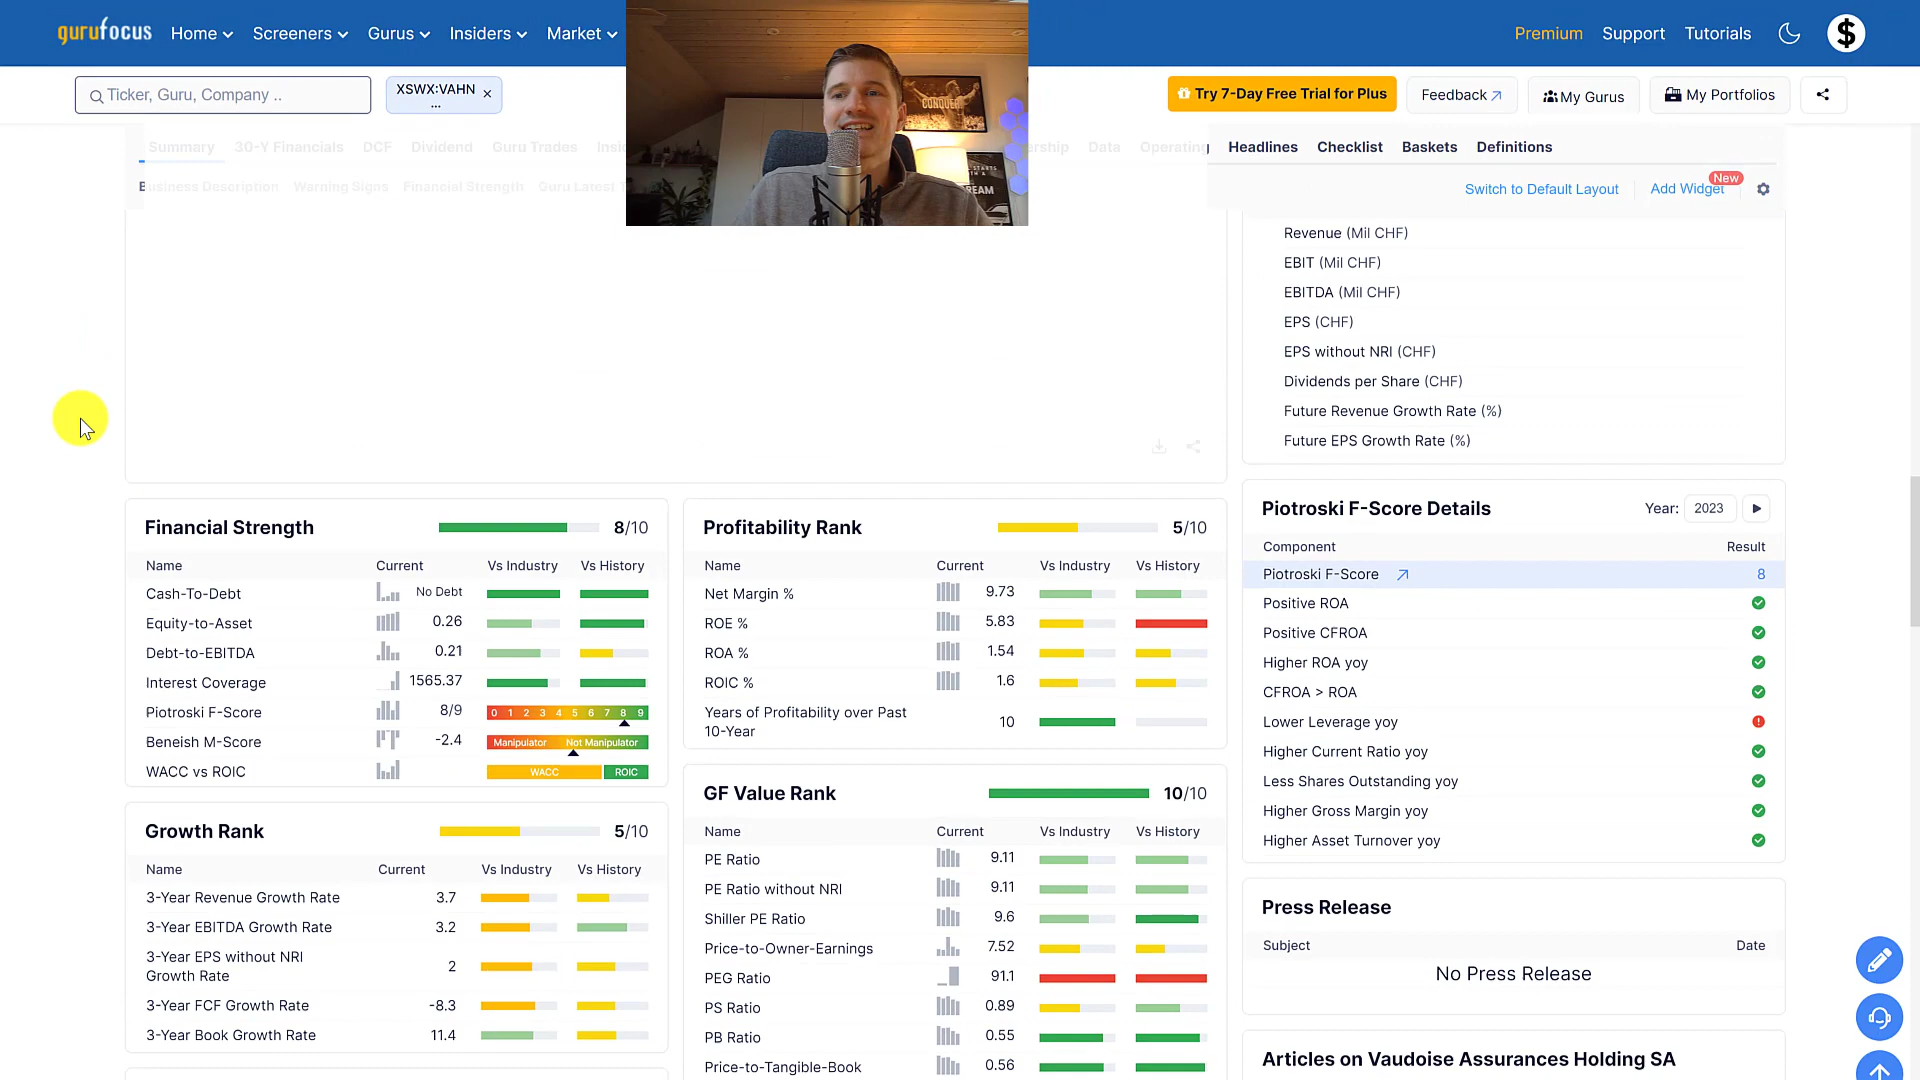 gurufocus
Home
Screeners
Gurus
Insiders
Market
Premium
Support
Tutorials
$
Ticker, Guru, Company ..
XSWX:VAHN
...
Try 7-Day Free Trial for Plus
Feedback
My Gurus
My Portfolios
CONQUER
DREAM
Summary
30-Y Financials
DCF
Dividend
Guru Trades
Data
Operating
Headlines
Checklist
Baskets
Definitions
Business Description
Warning Signs
Financial Strength
Switch to Default Layout
Add Widget
New
Revenue (Mil CHF)
EBIT (Mil CHF)
EBITDA (Mil CHF)
EPS (CHF)
EPS without NRI (CHF)
Dividends per Share (CHF)
Future Revenue Growth Rate (%)
Future EPS Growth Rate (%)
Financial Strength 8/10
Name Current Vs Industry Vs History
Cash-To-Debt No Debt
Equity-to-Asset 0.26
Debt-to-EBITDA 0.21
Interest Coverage 1565.37
Piotroski F-Score 8/9 0 1 2 3 4 5 6 7 8 9
Beneish M-Score -2.4 Manipulator Not Manipulator
WACC vs ROIC WACC ROIC
Growth Rank 5/10
Name Current Vs Industry Vs History
3-Year Revenue Growth Rate 3.7
3-Year EBITDA Growth Rate 3.2
3-Year EPS without NRI
Growth Rate 2
3-Year FCF Growth Rate -8.3
3-Year Book Growth Rate 11.4
Profitability Rank 5/10
Name Current Vs Industry Vs History
Net Margin % 9.73
ROE % 5.83
ROA % 1.54
ROIC % 1.6
Years of Profitability over Past
10-Year 10
GF Value Rank 10/10
Name Current Vs Industry Vs History
PE Ratio 9.11
PE Ratio without NRI 9.11
Shiller PE Ratio 9.6
Price-to-Owner-Earnings 7.52
PEG Ratio 91.1
PS Ratio 0.89
PB Ratio 0.55
Price-to-Tangible-Book 0.56
Piotroski F-Score Details Year: 2023
Component Result
Piotroski F-Score 8
Positive ROA
Positive CFROA
Higher ROA yoy
CFROA > ROA
Lower Leverage yoy
Higher Current Ratio yoy
Less Shares Outstanding yoy
Higher Gross Margin yoy
Higher Asset Turnover yoy
Press Release
Subject Date
No Press Release
Articles on Vaudoise Assurances Holding SA